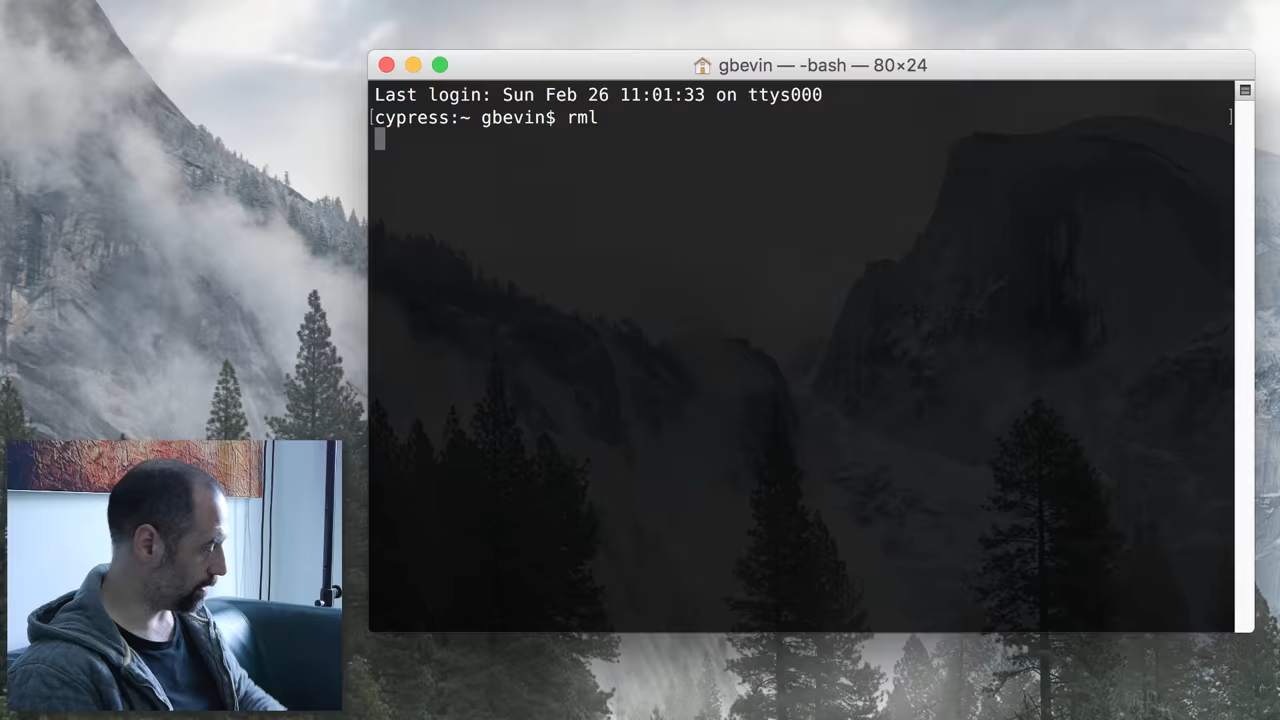 gbevin — -bash — 80×24
Last login: Sun Feb 26 11:01:33 on ttys000
[cypress:~ gbevin$ rml ]